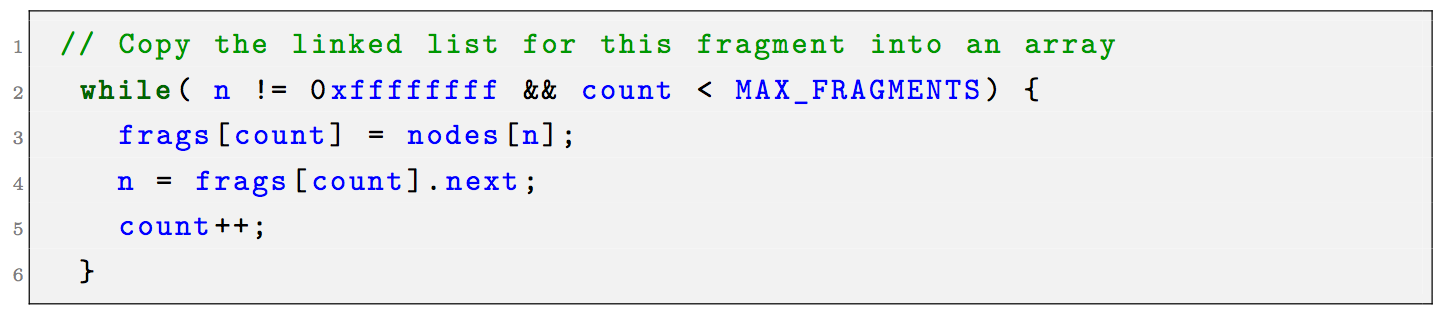 1 // Copy the linked list for this fragment into an array
2 while( n != 0xffffffff && count < MAX_FRAGMENTS) {
3 frags[count] = nodes[n];
4 n = frags[count].next;
5 count++;
6 }